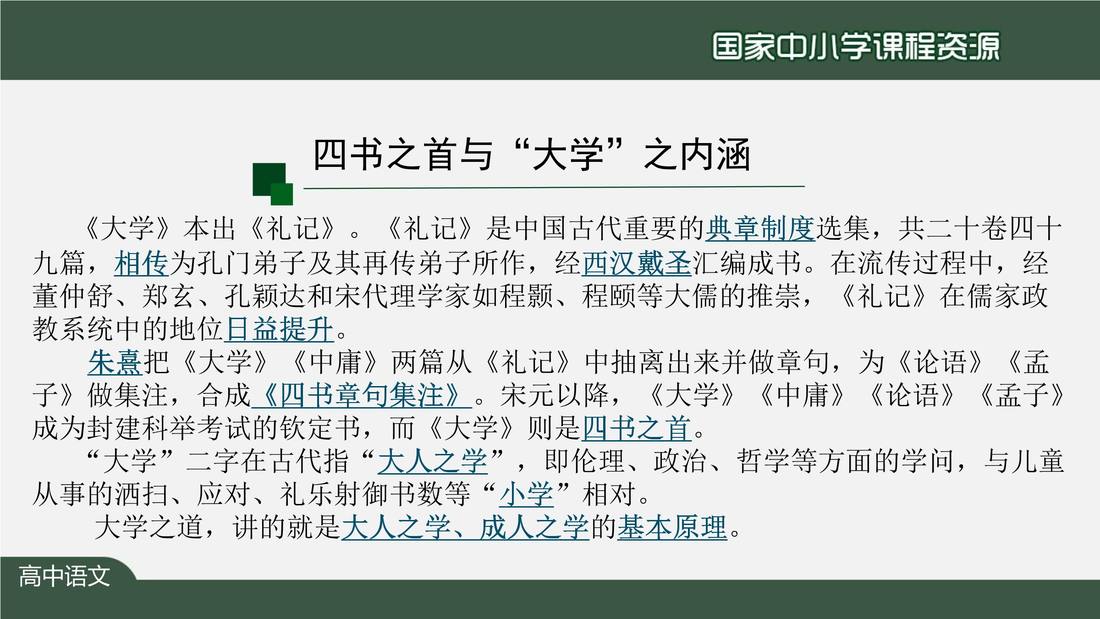 国家中小学课程资源
四书之首与“大学”之内涵
《大学》本出《礼记》。《礼记》是中国古代重要的典章制度选集，共二十卷四十
九篇，相传为孔门弟子及其再传弟子所作，经西汉戴圣汇编成书。在流传过程中，经
董仲舒、郑玄、孔颖达和宋代理学家如程颢、程颐等大儒的推崇，《礼记》在儒家政
教系统中的地位日益提升。
朱熹把《大学》《中庸》两篇从《礼记》中抽离出来并做章句，为《论语》《孟
子》做集注，合成《四书章句集注》。宋元以降，《大学》《中庸》《论语》《孟子》
成为封建科举考试的钦定书，而《大学》则是四书之首。
“大学”二字在古代指“大人之学”，即伦理、政治、哲学等方面的学问，与儿童
从事的洒扫、应对、礼乐射御书数等“小学”相对。
大学之道，讲的就是大人之学、成人之学的基本原理。
高中语文